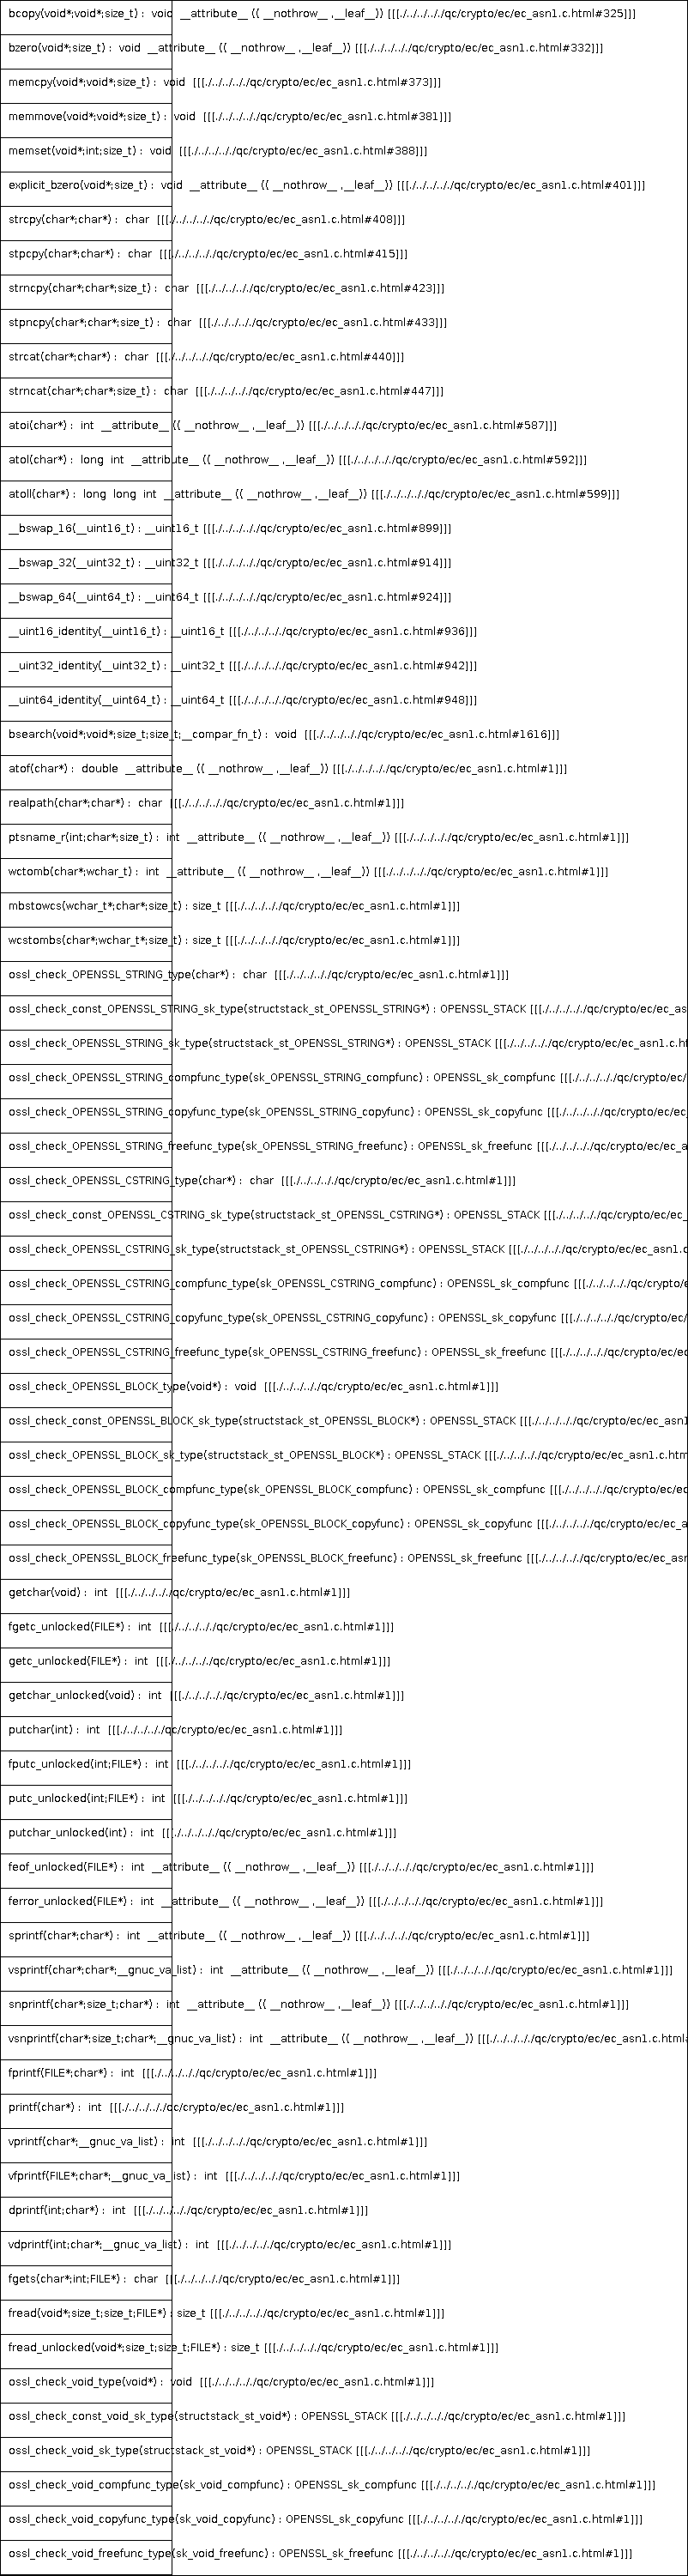 bcopy(void*;void*;size_t) : void __attribute__ (( __nothrow__ ,__leaf__)) [[[./../../../qc/crypto/ec/ec_asn1.c.html#325]]]
bzero(void*;size_t) : void __attribute__ (( __nothrow__ ,__leaf__)) [[[./../../../qc/crypto/ec/ec_asn1.c.html#332]]]
memcpy(void*;void*;size_t) : void [[[./../../../qc/crypto/ec/ec_asn1.c.html#373]]]
memmove(void*;void*;size_t) : void [[[./../../../qc/crypto/ec/ec_asn1.c.html#381]]]
memset(void*;int;size_t) : void [[[./../../../qc/crypto/ec/ec_asn1.c.html#388]]]
explicit_bzero(void*;size_t) : void __attribute__ (( __nothrow__ ,__leaf__)) [[[./../../../qc/crypto/ec/ec_asn1.c.html#401]]]
strcpy(char*;char*) : char [[[./../../../qc/crypto/ec/ec_asn1.c.html#408]]]
stpcpy(char*;char*) : char [[[./../../../qc/crypto/ec/ec_asn1.c.html#415]]]
strncpy(char*;char*;size_t) : char [[[./../../../qc/crypto/ec/ec_asn1.c.html#423]]]
stpncpy(char*;char*;size_t) : char [[[./../../../qc/crypto/ec/ec_asn1.c.html#433]]]
strcat(char*;char*) : char [[[./../../../qc/crypto/ec/ec_asn1.c.html#440]]]
strncat(char*;char*;size_t) : char [[[./../../../qc/crypto/ec/ec_asn1.c.html#447]]]
atoi(char*) : int __attribute__ (( __nothrow__ ,__leaf__)) [[[./../../../qc/crypto/ec/ec_asn1.c.html#587]]]
atol(char*) : long int __attribute__ (( __nothrow__ ,__leaf__)) [[[./../../../qc/crypto/ec/ec_asn1.c.html#592]]]
atoll(char*) : long long int __attribute__ (( __nothrow__ ,__leaf__)) [[[./../../../qc/crypto/ec/ec_asn1.c.html#599]]]
__bswap_16(__uint16_t) : __uint16_t [[[./../../../qc/crypto/ec/ec_asn1.c.html#899]]]
__bswap_32(__uint32_t) : __uint32_t [[[./../../../qc/crypto/ec/ec_asn1.c.html#914]]]
__bswap_64(__uint64_t) : __uint64_t [[[./../../../qc/crypto/ec/ec_asn1.c.html#924]]]
__uint16_identity(__uint16_t) : __uint16_t [[[./../../../qc/crypto/ec/ec_asn1.c.html#936]]]
__uint32_identity(__uint32_t) : __uint32_t [[[./../../../qc/crypto/ec/ec_asn1.c.html#942]]]
__uint64_identity(__uint64_t) : __uint64_t [[[./../../../qc/crypto/ec/ec_asn1.c.html#948]]]
bsearch(void*;void*;size_t;size_t;__compar_fn_t) : void [[[./../../../qc/crypto/ec/ec_asn1.c.html#1616]]]
atof(char*) : double __attribute__ (( __nothrow__ ,__leaf__)) [[[./../../../qc/crypto/ec/ec_asn1.c.html#1]]]
realpath(char*;char*) : char [[[./../../../qc/crypto/ec/ec_asn1.c.html#1]]]
ptsname_r(int;char*;size_t) : int __attribute__ (( __nothrow__ ,__leaf__)) [[[./../../../qc/crypto/ec/ec_asn1.c.html#1]]]
wctomb(char*;wchar_t) : int __attribute__ (( __nothrow__ ,__leaf__)) [[[./../../../qc/crypto/ec/ec_asn1.c.html#1]]]
mbstowcs(wchar_t*;char*;size_t) : size_t [[[./../../../qc/crypto/ec/ec_asn1.c.html#1]]]
wcstombs(char*;wchar_t*;size_t) : size_t [[[./../../../qc/crypto/ec/ec_asn1.c.html#1]]]
ossl_check_OPENSSL_STRING_type(char*) : char [[[./../../../qc/crypto/ec/ec_asn1.c.html#1]]]
ossl_check_const_OPENSSL_STRING_sk_type(structstack_st_OPENSSL_STRING*) : OPENSSL_STACK [[[./../../../qc/crypto/ec/ec_as
ossl_check_OPENSSL_STRING_sk_type(structstack_st_OPENSSL_STRING*) : OPENSSL_STACK [[[./../../../qc/crypto/ec/ec_asn1.c.ht
ossl_check_OPENSSL_STRING_compfunc_type(sk_OPENSSL_STRING_compfunc) : OPENSSL_sk_compfunc [[[./../../../qc/crypto/ec/
ossl_check_OPENSSL_STRING_copyfunc_type(sk_OPENSSL_STRING_copyfunc) : OPENSSL_sk_copyfunc [[[./../../../qc/crypto/ec/ec_
ossl_check_OPENSSL_STRING_freefunc_type(sk_OPENSSL_STRING_freefunc) : OPENSSL_sk_freefunc [[[./../../../qc/crypto/ec/ec_a
ossl_check_OPENSSL_CSTRING_type(char*) : char [[[./../../../qc/crypto/ec/ec_asn1.c.html#1]]]
ossl_check_const_OPENSSL_CSTRING_sk_type(structstack_st_OPENSSL_CSTRING*) : OPENSSL_STACK [[[./../../../qc/crypto/ec/ec_
ossl_check_OPENSSL_CSTRING_sk_type(structstack_st_OPENSSL_CSTRING*) : OPENSSL_STACK [[[./../../../qc/crypto/ec/ec_asn1.c
ossl_check_OPENSSL_CSTRING_compfunc_type(sk_OPENSSL_CSTRING_compfunc) : OPENSSL_sk_compfunc [[[./../../../qc/crypto/e
ossl_check_OPENSSL_CSTRING_copyfunc_type(sk_OPENSSL_CSTRING_copyfunc) : OPENSSL_sk_copyfunc [[[./../../../qc/crypto/ec/
ossl_check_OPENSSL_CSTRING_freefunc_type(sk_OPENSSL_CSTRING_freefunc) : OPENSSL_sk_freefunc [[[./../../../qc/crypto/ec/ec
ossl_check_OPENSSL_BLOCK_type(void*) : void [[[./../../../qc/crypto/ec/ec_asn1.c.html#1]]]
ossl_check_const_OPENSSL_BLOCK_sk_type(structstack_st_OPENSSL_BLOCK*) : OPENSSL_STACK [[[./../../../qc/crypto/ec/ec_asn1
ossl_check_OPENSSL_BLOCK_sk_type(structstack_st_OPENSSL_BLOCK*) : OPENSSL_STACK [[[./../../../qc/crypto/ec/ec_asn1.c.htm
ossl_check_OPENSSL_BLOCK_compfunc_type(sk_OPENSSL_BLOCK_compfunc) : OPENSSL_sk_compfunc [[[./../../../qc/crypto/ec/ec
ossl_check_OPENSSL_BLOCK_copyfunc_type(sk_OPENSSL_BLOCK_copyfunc) : OPENSSL_sk_copyfunc [[[./../../../qc/crypto/ec/ec_a
ossl_check_OPENSSL_BLOCK_freefunc_type(sk_OPENSSL_BLOCK_freefunc) : OPENSSL_sk_freefunc [[[./../../../qc/crypto/ec/ec_asn
getchar(void) : int [[[./../../../qc/crypto/ec/ec_asn1.c.html#1]]]
fgetc_unlocked(FILE*) : int [[[./../../../qc/crypto/ec/ec_asn1.c.html#1]]]
getc_unlocked(FILE*) : int [[[./../../../qc/crypto/ec/ec_asn1.c.html#1]]]
getchar_unlocked(void) : int [[[./../../../qc/crypto/ec/ec_asn1.c.html#1]]]
putchar(int) : int [[[./../../../qc/crypto/ec/ec_asn1.c.html#1]]]
fputc_unlocked(int;FILE*) : int [[[./../../../qc/crypto/ec/ec_asn1.c.html#1]]]
putc_unlocked(int;FILE*) : int [[[./../../../qc/crypto/ec/ec_asn1.c.html#1]]]
putchar_unlocked(int) : int [[[./../../../qc/crypto/ec/ec_asn1.c.html#1]]]
feof_unlocked(FILE*) : int __attribute__ (( __nothrow__ ,__leaf__)) [[[./../../../qc/crypto/ec/ec_asn1.c.html#1]]]
ferror_unlocked(FILE*) : int __attribute__ (( __nothrow__ ,__leaf__)) [[[./../../../qc/crypto/ec/ec_asn1.c.html#1]]]
sprintf(char*;char*) : int __attribute__ (( __nothrow__ ,__leaf__)) [[[./../../../qc/crypto/ec/ec_asn1.c.html#1]]]
vsprintf(char*;char*;__gnuc_va_list) : int __attribute__ (( __nothrow__ ,__leaf__)) [[[./../../../qc/crypto/ec/ec_asn1.c.html#1]]]
snprintf(char*;size_t;char*) : int __attribute__ (( __nothrow__ ,__leaf__)) [[[./../../../qc/crypto/ec/ec_asn1.c.html#1]]]
vsnprintf(char*;size_t;char*;__gnuc_va_list) : int __attribute__ (( __nothrow__ ,__leaf__)) [[[./../../../qc/crypto/ec/ec_asn1.c.html#
fprintf(FILE*;char*) : int [[[./../../../qc/crypto/ec/ec_asn1.c.html#1]]]
printf(char*) : int [[[./../../../qc/crypto/ec/ec_asn1.c.html#1]]]
vprintf(char*;__gnuc_va_list) : int [[[./../../../qc/crypto/ec/ec_asn1.c.html#1]]]
vfprintf(FILE*;char*;__gnuc_va_list) : int [[[./../../../qc/crypto/ec/ec_asn1.c.html#1]]]
dprintf(int;char*) : int [[[./../../../qc/crypto/ec/ec_asn1.c.html#1]]]
vdprintf(int;char*;__gnuc_va_list) : int [[[./../../../qc/crypto/ec/ec_asn1.c.html#1]]]
fgets(char*;int;FILE*) : char [[[./../../../qc/crypto/ec/ec_asn1.c.html#1]]]
fread(void*;size_t;size_t;FILE*) : size_t [[[./../../../qc/crypto/ec/ec_asn1.c.html#1]]]
fread_unlocked(void*;size_t;size_t;FILE*) : size_t [[[./../../../qc/crypto/ec/ec_asn1.c.html#1]]]
ossl_check_void_type(void*) : void [[[./../../../qc/crypto/ec/ec_asn1.c.html#1]]]
ossl_check_const_void_sk_type(structstack_st_void*) : OPENSSL_STACK [[[./../../../qc/crypto/ec/ec_asn1.c.html#1]]]
ossl_check_void_sk_type(structstack_st_void*) : OPENSSL_STACK [[[./../../../qc/crypto/ec/ec_asn1.c.html#1]]]
ossl_check_void_compfunc_type(sk_void_compfunc) : OPENSSL_sk_compfunc [[[./../../../qc/crypto/ec/ec_asn1.c.html#1]]]
ossl_check_void_copyfunc_type(sk_void_copyfunc) : OPENSSL_sk_copyfunc [[[./../../../qc/crypto/ec/ec_asn1.c.html#1]]]
ossl_check_void_freefunc_type(sk_void_freefunc) : OPENSSL_sk_freefunc [[[./../../../qc/crypto/ec/ec_asn1.c.html#1]]]